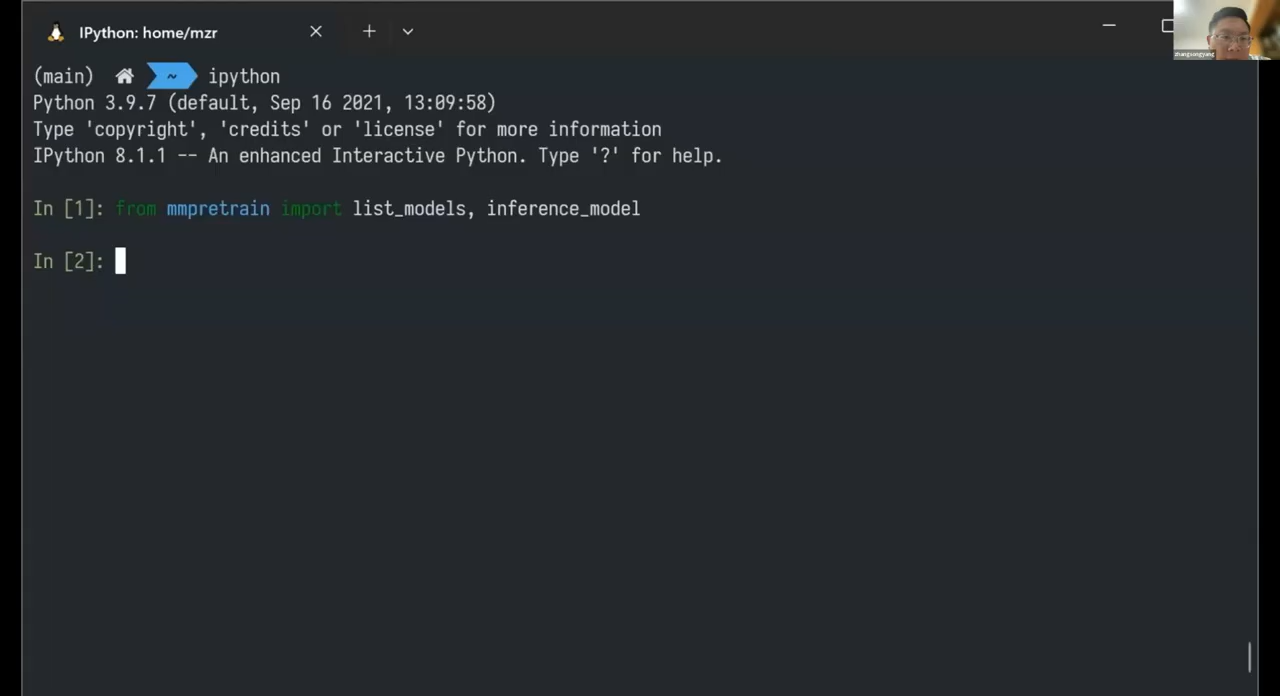 IPython: home/mzr
zhangsongyang
(main) ~ ipython
Python 3.9.7 (default, Sep 16 2021, 13:09:58)
Type 'copyright', 'credits' or 'license' for more information
IPython 8.1.1 -- An enhanced Interactive Python. Type '?' for help.
In [1]: from mmpretrain import list_models, inference_model
In [2]: